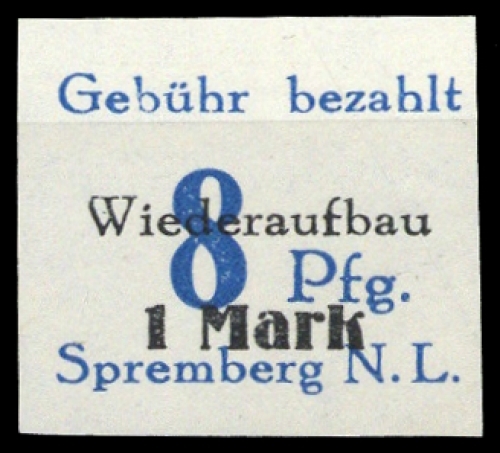 Gebühr bezahlt
Wiederaufbau
8 Pfg.
1 Mark
Spremberg N.L.